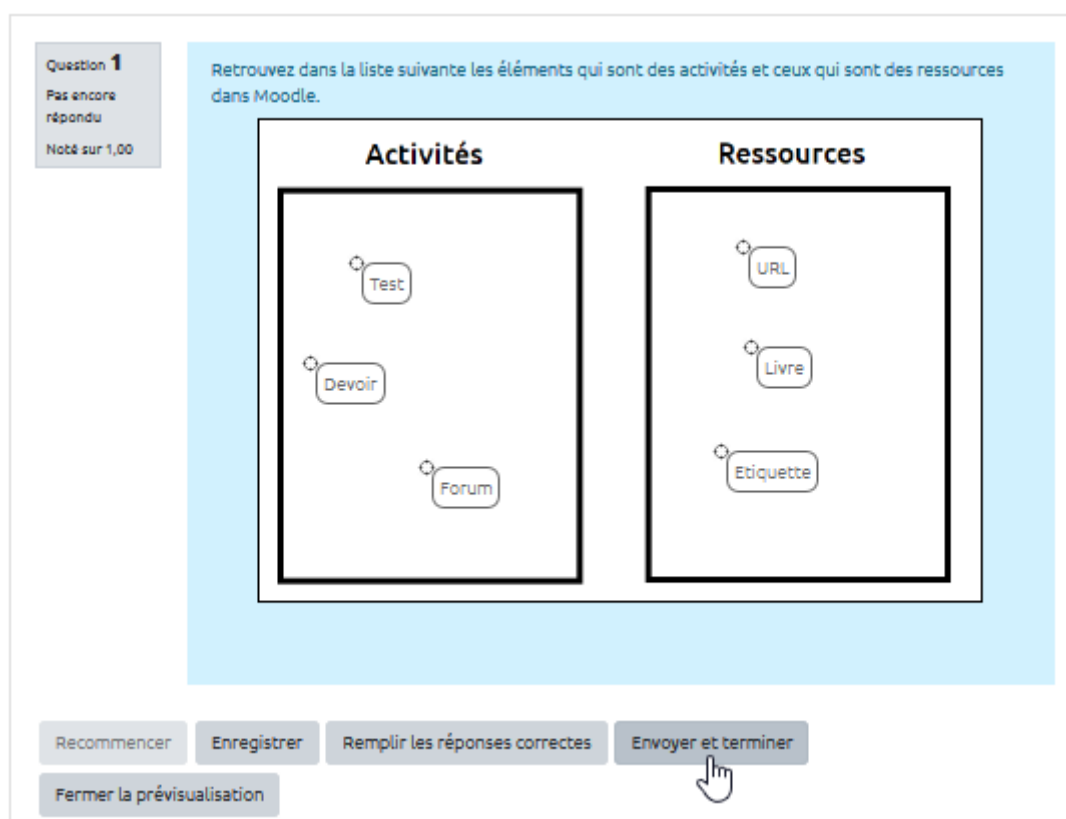 Question 1
Pas encore
répondu
Noté sur 1,00
Retrouvez dans la liste suivante les éléments qui sont des activités et ceux qui sont des ressources
dans Moodle.
Activités
Ressources
Test
Devoir
Forum
URL
Livre
Etiquette
Recommencer
Enregistrer
Remplir les réponses correctes
Envoyer et terminer
Fermer la prévisualisation